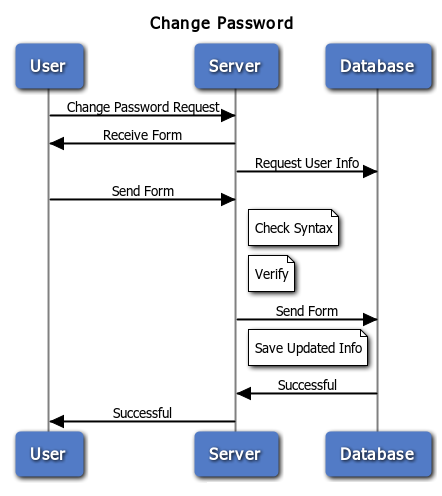 Change Password
User Server Database
Change Password Request
Receive Form
Request User Info
Send Form
Check Syntax
Verify
Send Form
Save Updated Info
Successful
Successful
User Server Database